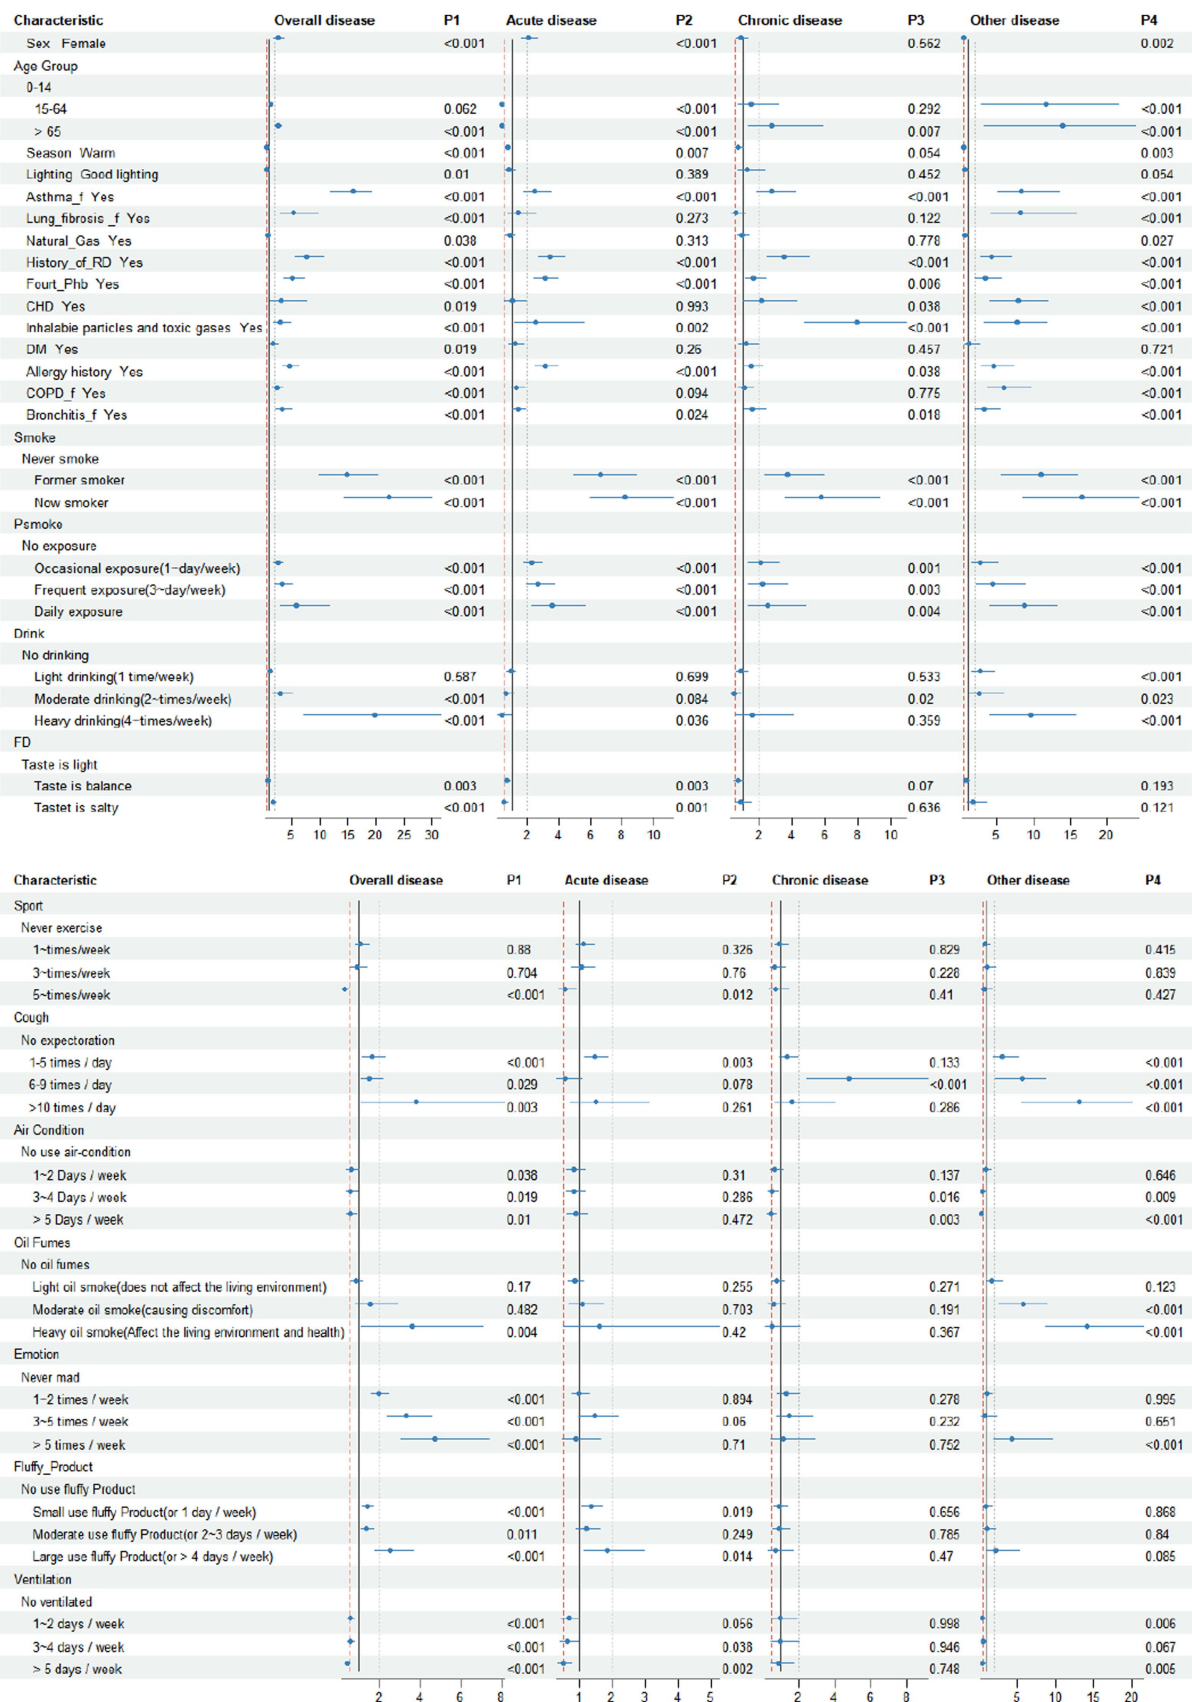 Characteristic Overall disease P1 Acute disease P2 Chronic disease P3 Other disease P4
Sex Female <0.001 <0.001 0.562 0.002
Age Group
0-14
15-64 0.062 <0.001 0.292 <0.001
> 65 <0.001 <0.001 0.007 <0.001
Season Warm <0.001 0.007 0.054 0.003
Lighting Good lighting 0.01 0.389 0.452 0.054
Asthma_f Yes <0.001 <0.001 <0.001 <0.001
Lung_fibrosis _f Yes <0.001 0.273 0.122 <0.001
Natural_Gas Yes 0.038 0.313 0.778 0.027
History_of_RD Yes <0.001 <0.001 <0.001 <0.001
Fourt_Phb Yes <0.001 <0.001 0.006 <0.001
CHD Yes 0.019 0.993 0.038 <0.001
Inhalable particles and toxic gases Yes <0.001 0.002 <0.001 <0.001
DM Yes 0.019 0.26 0.457 0.721
Allergy history Yes <0.001 <0.001 0.038 <0.001
COPD_f Yes <0.001 0.094 0.775 <0.001
Bronchitis_f Yes <0.001 0.024 0.018 <0.001
Smoke
Never smoke
Former smoker <0.001 <0.001 <0.001 <0.001
Now smoker <0.001 <0.001 <0.001 <0.001
Psmoke
No exposure
Occasional exposure(1~day/week) <0.001 <0.001 0.001 <0.001
Frequent exposure(3~day/week) <0.001 <0.001 0.003 <0.001
Daily exposure <0.001 <0.001 0.004 <0.001
Drink
No drinking
Light drinking(1 time/week) 0.587 0.699 0.533 <0.001
Moderate drinking(2~times/week) <0.001 0.084 0.02 0.023
Heavy drinking(4~times/week) <0.001 0.036 0.359 <0.001
FD
Taste is light
Taste is balance 0.003 0.003 0.07 0.193
Tastet is salty <0.001 0.001 0.636 0.121
5 10 15 20 25 30 2 4 6 8 10 2 4 6 8 10 5 10 15 20
Characteristic Overall disease P1 Acute disease P2 Chronic disease P3 Other disease P4
Sport
Never exercise
1~times/week 0.88 0.326 0.829 0.415
3~times/week 0.704 0.76 0.228 0.839
5~times/week <0.001 0.012 0.41 0.427
Cough
No expectoration
1-5 times / day <0.001 0.003 0.133 <0.001
6-9 times / day 0.029 0.078 <0.001 <0.001
>10 times / day 0.003 0.261 0.286 <0.001
Air Condition
No use air-condition
1~2 Days / week 0.038 0.31 0.137 0.646
3~4 Days / week 0.019 0.286 0.016 0.009
> 5 Days / week 0.01 0.472 0.003 <0.001
Oil Fumes
No oil fumes
Light oil smoke(does not affect the living environment) 0.17 0.255 0.271 0.123
Moderate oil smoke(causing discomfort) 0.482 0.703 0.191 <0.001
Heavy oil smoke(Affect the living environment and health) 0.004 0.42 0.367 <0.001
Emotion
Never mad
1~2 times / week <0.001 0.894 0.278 0.995
3~5 times / week <0.001 0.06 0.232 0.651
> 5 times / week <0.001 0.71 0.752 <0.001
Fluffy_Product
No use fluffy Product
Small use fluffy Product(or 1 day / week) <0.001 0.019 0.656 0.868
Moderate use fluffy Product(or 2~3 days / week) 0.011 0.249 0.785 0.84
Large use fluffy Product(or > 4 days / week) <0.001 0.014 0.47 0.085
Ventilation
No ventilated
1~2 days / week <0.001 0.056 0.998 0.006
3~4 days / week <0.001 0.038 0.946 0.067
> 5 days / week <0.001 0.002 0.748 0.005
2 4 6 8 1 2 3 4 5 2 4 6 8 5 10 15 20